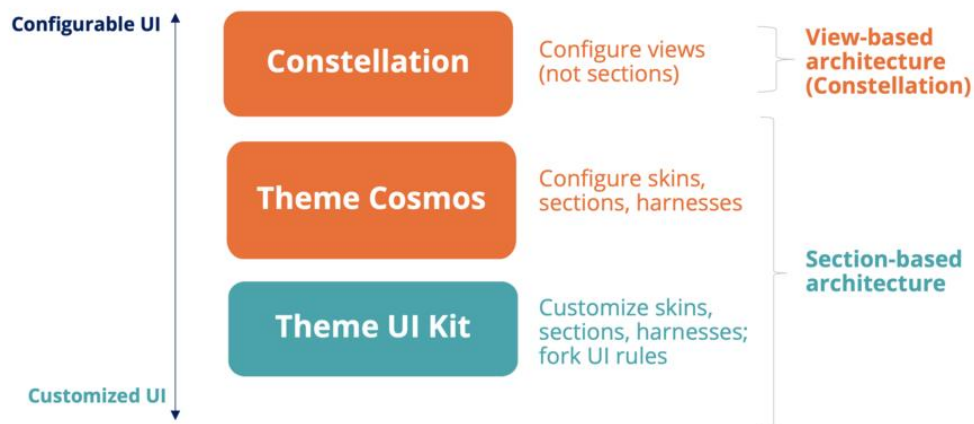 Configurable UI
Constellation
Configure views
(not sections)
View-based
architecture
(Constellation)
Theme Cosmos
Configure skins,
sections, harnesses
Section-based
architecture
Theme UI Kit
Customize skins,
sections, harnesses;
fork UI rules
Customized UI